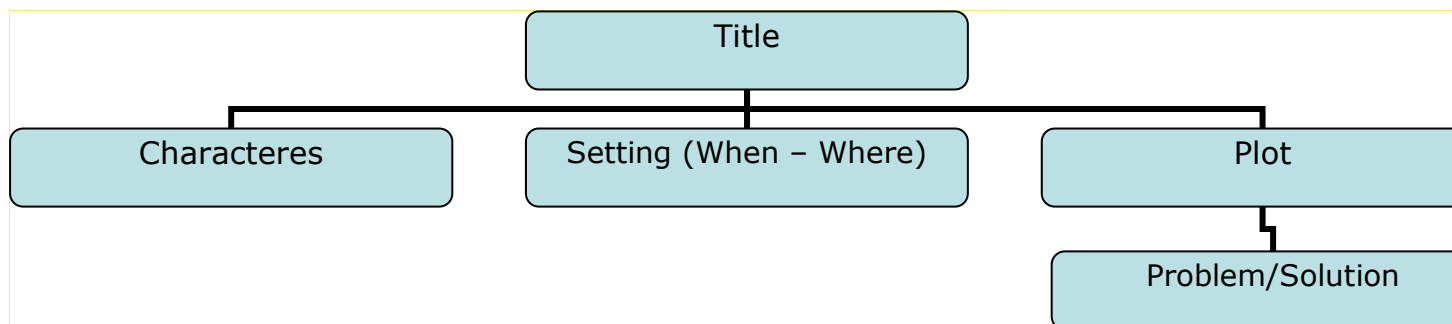 Title
Characteres
Setting (When – Where)
Plot
Problem/Solution